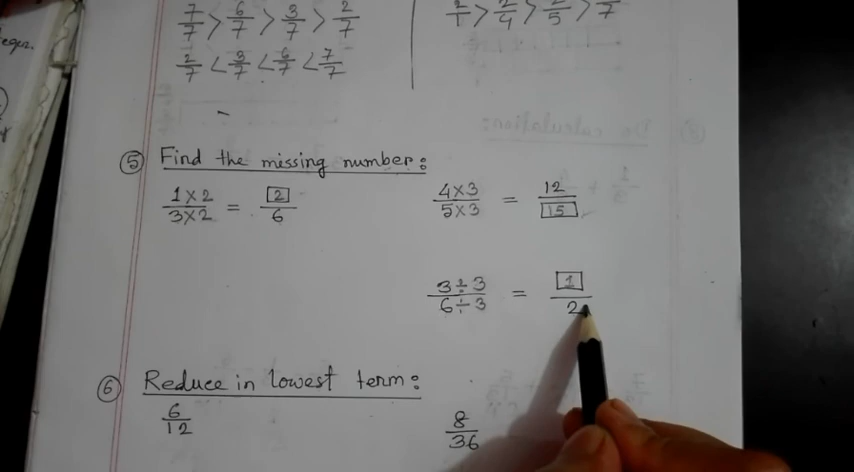 7/7 > 6/7 > 3/7 > 2/7
2/7 < 3/7 < 6/7 < 7/7
⑤ Find the missing number:
1×2/3×2 = 2/6
4×3/5×3 = 12/15
3÷3/6÷3 = 1/2
⑥ Reduce in lowest term:
6/12
8/36